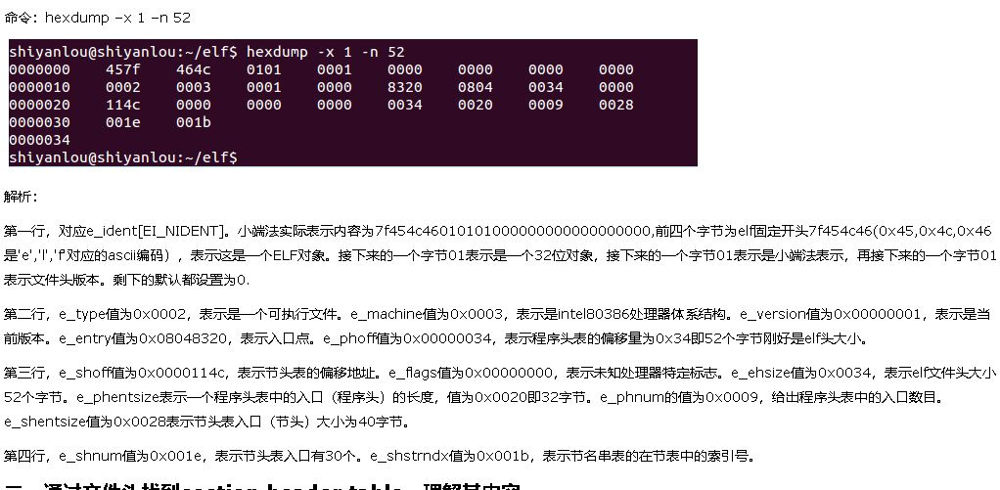 命令：hexdump –x 1 –n 52
shiyanlou@shiyanlou:~/elf$ hexdump -x 1 -n 52
0000000 457f 464c 0101 0001 0000 0000 0000 0000
0000010 0002 0003 0001 0000 8320 0804 0034 0000
0000020 114c 0000 0000 0000 0034 0020 0009 0028
0000030 001e 001b
0000034
shiyanlou@shiyanlou:~/elf$
解析：
第一行，对应e_ident[EI_NIDENT]。小端法实际表示内容为7f454c46010101000000000000000000,前四个字节为elf固定开头7f454c46(0x45,0x4c,0x46
是'e','l','f'对应的ascii编码），表示这是一个ELF对象。接下来的一个字节01表示是一个32位对象，接下来的一个字节01表示是小端法表示，再接下来的一个字节01
表示文件头版本。剩下的默认都设置为0.
第二行，e_type值为0x0002，表示是一个可执行文件。e_machine值为0x0003，表示是intel80386处理器体系结构。e_version值为0x00000001，表示是当
前版本。e_entry值为0x08048320，表示入口点。e_phoff值为0x00000034，表示程序头表的偏移量为0x34即52个字节刚好是elf头大小。
第三行，e_shoff值为0x0000114c，表示节头表的偏移地址。e_flags值为0x00000000，表示未知处理器特定标志。e_ehsize值为0x0034，表示elf文件头大小
52个字节。e_phentsize表示一个程序头表中的入口（程序头）的长度，值为0x0020即32字节。e_phnum的值为0x0009，给出程序头表中的入口数目。
e_shentsize值为0x0028表示节头表入口（节头）大小为40字节。
第四行，e_shnum值为0x001e，表示节头表入口有30个。e_shstrndx值为0x001b，表示节名串表的在节表中的索引号。
二、通过文件头找到section header table，理解其内容